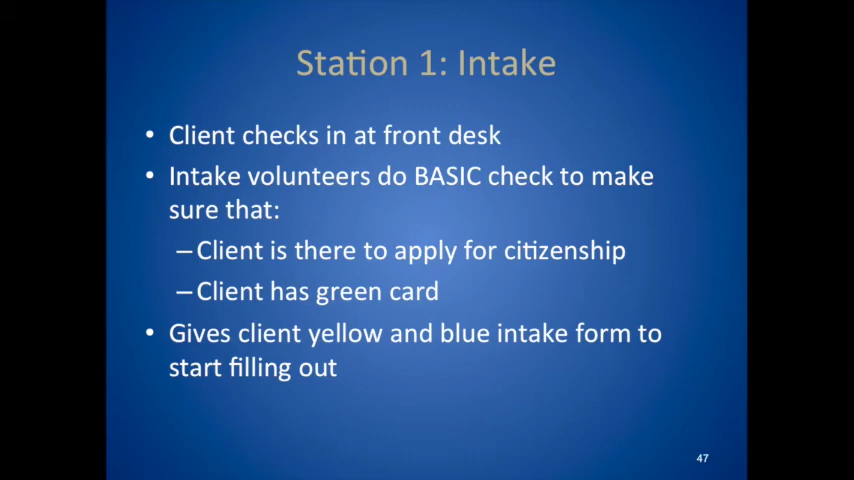 Station 1: Intake
• Client checks in at front desk
• Intake volunteers do BASIC check to make
sure that:
–Client is there to apply for citizenship
–Client has green card
• Gives client yellow and blue intake form to
start filling out
47